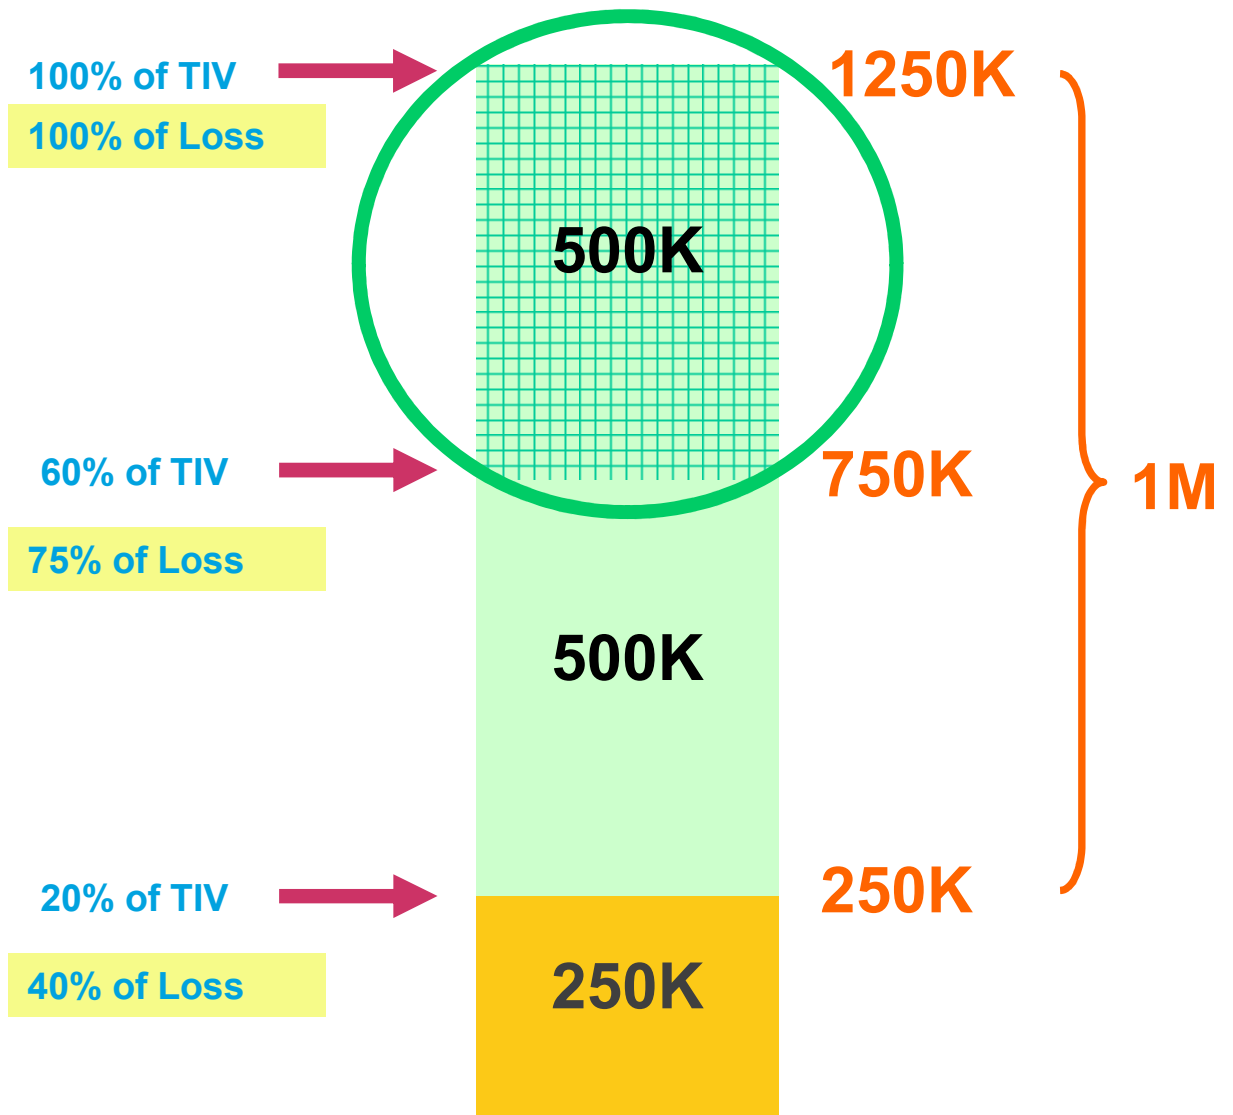 100% of TIV
1250K
100% of Loss
500K
60% of TIV
750K
1M
75% of Loss
500K
20% of TIV
250K
40% of Loss
250K